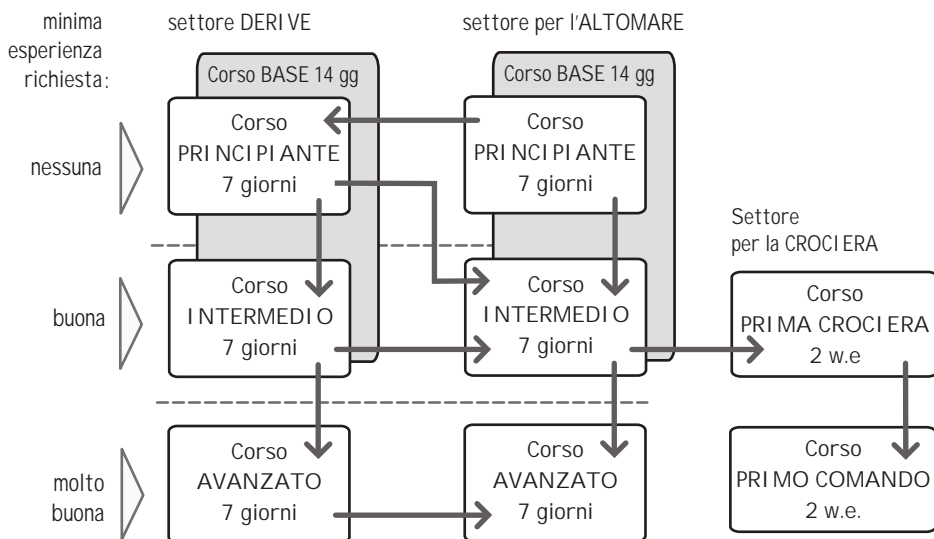 minima
esperienza
richiesta:
settore DERIVE
settore per l'ALTOMARE
Corso BASE 14 gg
Corso BASE 14 gg
nessuna
Corso
PRINCIPIANTE
7 giorni
Corso
PRINCIPIANTE
7 giorni
Settore
per la CROCIERA
buona
Corso
INTERMEDIO
7 giorni
Corso
INTERMEDIO
7 giorni
Corso
PRIMA CROCIERA
2 w.e
molto
buona
Corso
AVANZATO
7 giorni
Corso
AVANZATO
7 giorni
Corso
PRIMO COMANDO
2 w.e.